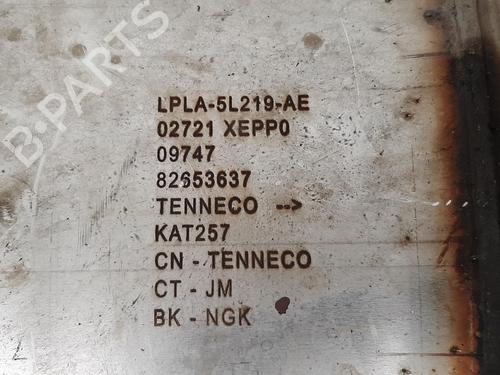 B-PARTS
LPLA-5L219-AE
02721 XEPP0
09747
82653637
TENNECO -->
KAT257
CN - TENNECO
CT - JM
BK - NGK